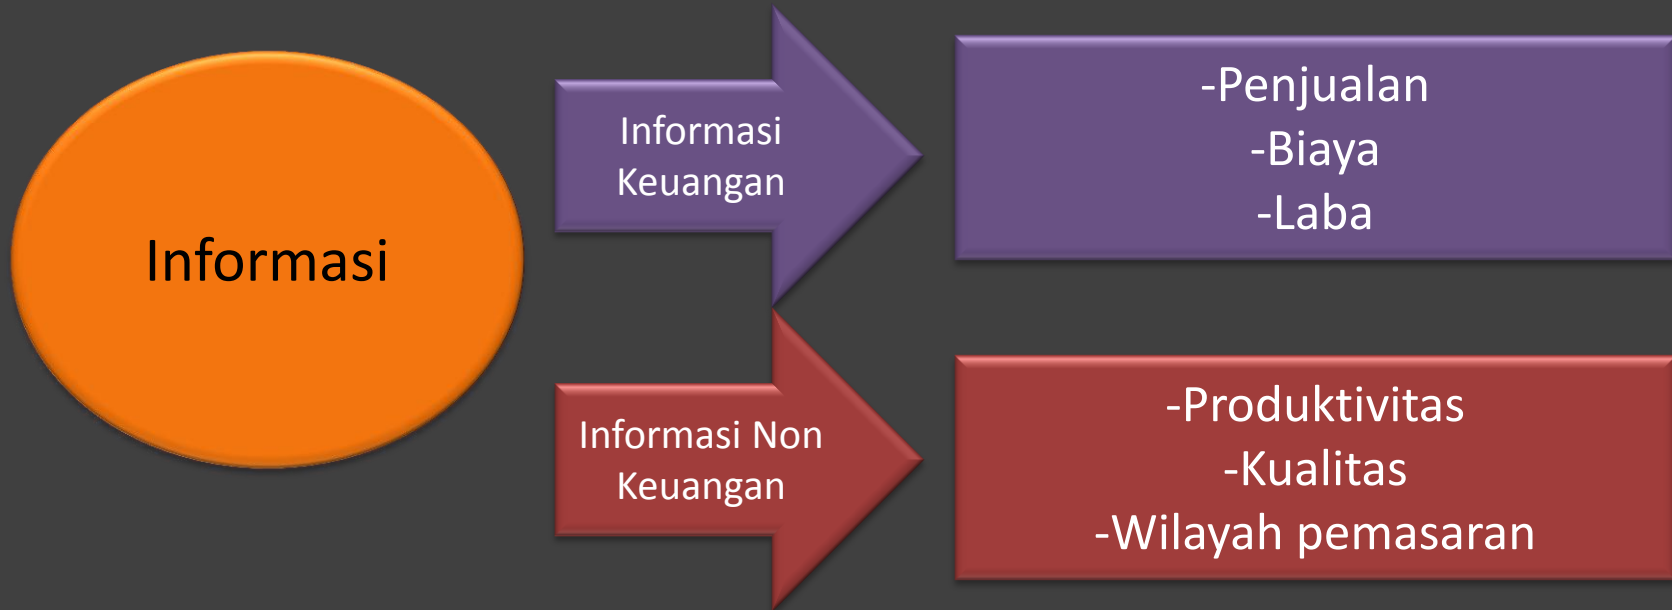 Informasi
Informasi
Keuangan
-Penjualan
-Biaya
-Laba
Informasi Non
Keuangan
-Produktivitas
-Kualitas
-Wilayah pemasaran